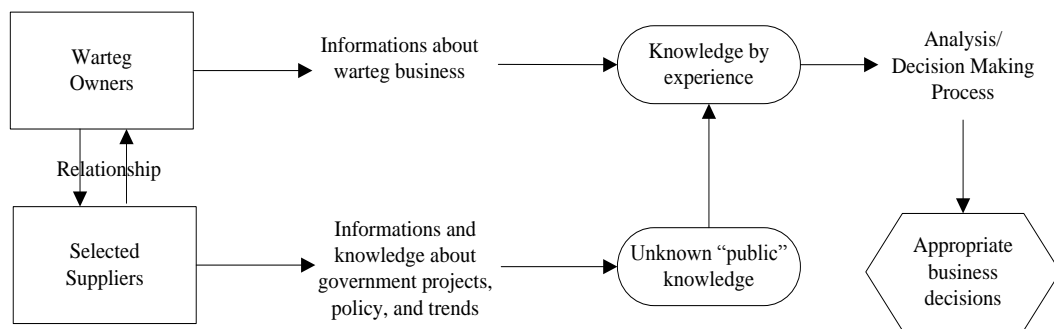 Warteg
Owners
Informations about
warteg business
Knowledge by
experience
Analysis/
Decision Making
Process
Relationship
Selected
Suppliers
Informations and
knowledge about
government projects,
policy, and trends
Unknown “public”
knowledge
Appropriate
business
decisions